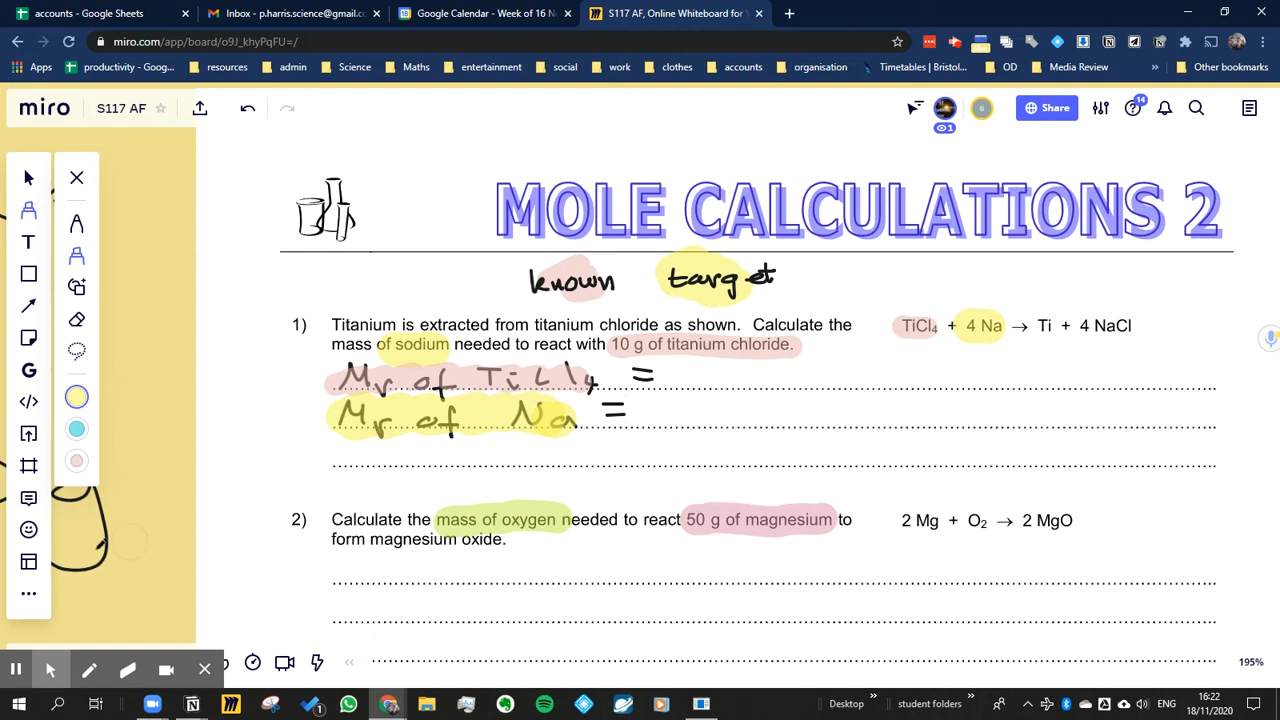 accounts - Google Sheets
Inbox - p.harris.science@gmail.co
Google Calendar - Week of 16 N
S117 AF, Online Whiteboard for V
miro.com/app/board/o9J_khyPqFU=/
Apps
productivity - Goog...
resources
admin
Science
Maths
entertainment
social
work
clothes
accounts
organisation
Timetables | Bristol...
OD
Media Review
»
Other bookmarks
miro
S117 AF
Share
14
1
MOLE CALCULATIONS 2
known target
1) Titanium is extracted from titanium chloride as shown. Calculate the
mass of sodium needed to react with 10 g of titanium chloride.
TiCl4 + 4 Na → Ti + 4 NaCl
Mr of TiCl4 =
Mr of Na =
2) Calculate the mass of oxygen needed to react 50 g of magnesium to
form magnesium oxide.
2 Mg + O2 → 2 MgO
195%
Desktop
»
student folders
»
ENG
16:22
18/11/2020